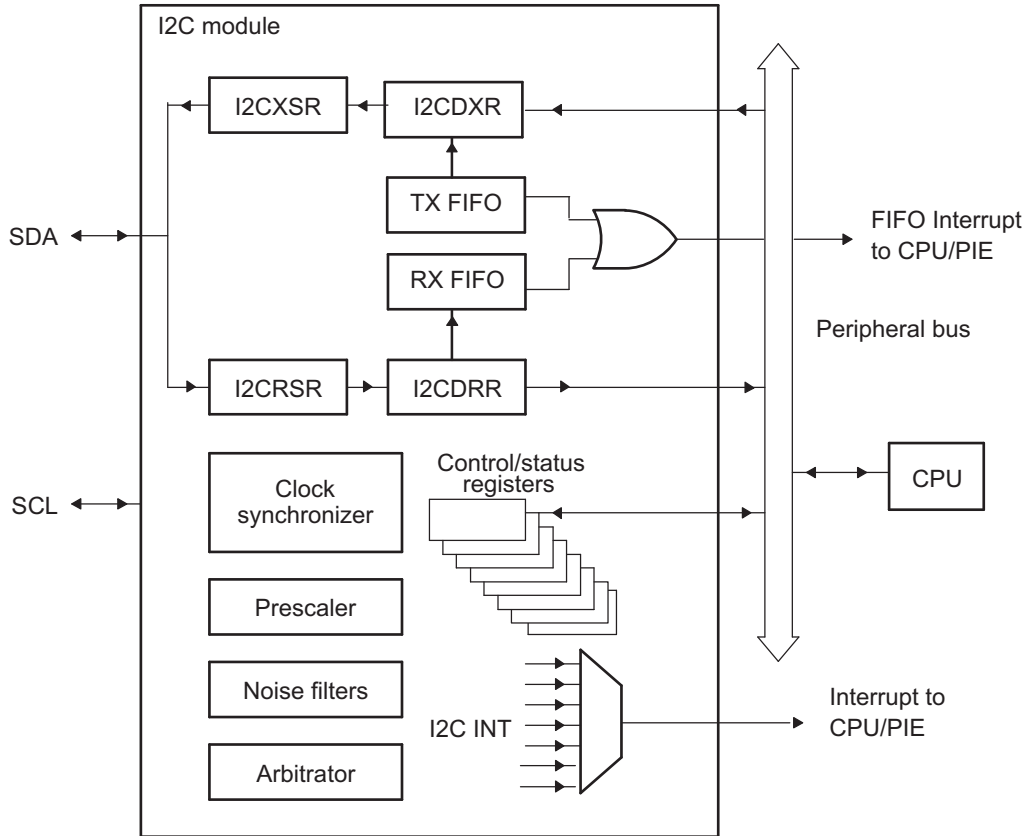 I2C module
I2CXSR
I2CDXR
TX FIFO
SDA
FIFO Interrupt
to CPU/PIE
RX FIFO
Peripheral bus
I2CRSR
I2CDRR
Control/status
registers
Clock
synchronizer
SCL
CPU
Prescaler
Noise filters
I2C INT
Interrupt to
CPU/PIE
Arbitrator